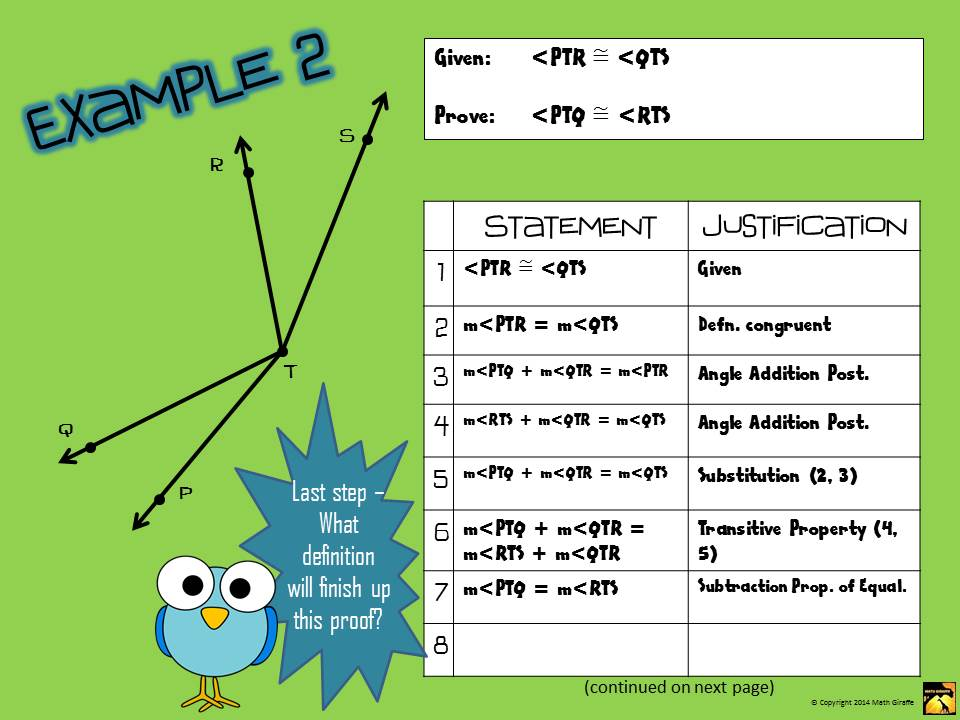 EXAMPLE 2
Given: <PTR ≅ <QTS
Prove: <PTQ ≅ <RTS
R
S
T
Q
P
STATEMENT JUSTIFICATION
1 <PTR ≅ <QTS Given
2 m<PTR = m<QTS Defn. congruent
3 m<PTQ + m<QTR = m<PTR Angle Addition Post.
4 m<RTS + m<QTR = m<QTS Angle Addition Post.
5 m<PTQ + m<QTR = m<QTS Substitution (2, 3)
6 m<PTQ + m<QTR = Transitive Property (4,
m<RTS + m<QTR 5)
7 m<PTQ = m<RTS Subtraction Prop. of Equal.
8
Last step –
What
definition
will finish up
this proof?
(continued on next page)
© Copyright 2014 Math Giraffe
MATH GIRAFFE